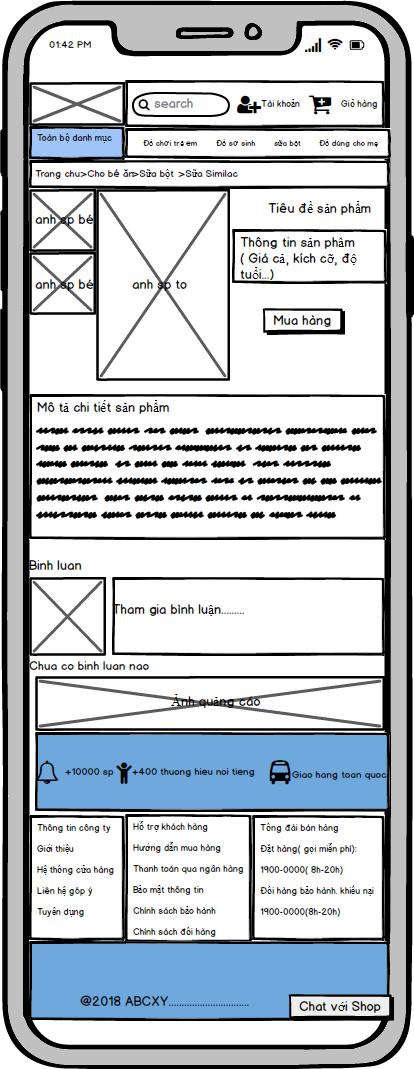 01:42 PM
search Tài khoản Giỏ hàng
Toàn bộ danh mục Đồ chơi trẻ em Đồ sơ sinh sữa bột Đồ dùng cho mẹ
Trang chu>Cho bé ăn>Sữa bột >Sữa Similac
anh sp bé
anh sp bé
anh sp to
Tiêu đề sản phẩm
Thông tin sản phâm
( Giá cả, kích cỡ, độ
tuổi...)
Mua hàng
Mô tả chi tiết sản phẩm
Binh luan
Tham gia bình luận.........
Chua co binh luan nao
Ảnh quảng cáo
+10000 sp +400 thuong hieu noi tieng Giao hang toan quoc
Thông tin công ty
Giới thiệu
Hệ thông cửa hàng
Liên hệ góp ý
Tuyển dụng
Hỗ trợ khách hàng
Hướng dẫn mua hàng
Thanh toán qua ngân hàng
Bảo mật thông tin
Chính sách bảo hành
Chính sách đổi hàng
Tổng đài bán hàng
Đặt hàng( gọi miễn phí):
1900-0000( 8h-20h)
Đổi hàng bảo hành. khiếu nại
1900-0000(8h-20h)
@2018 ABCXY................................
Chat với Shop